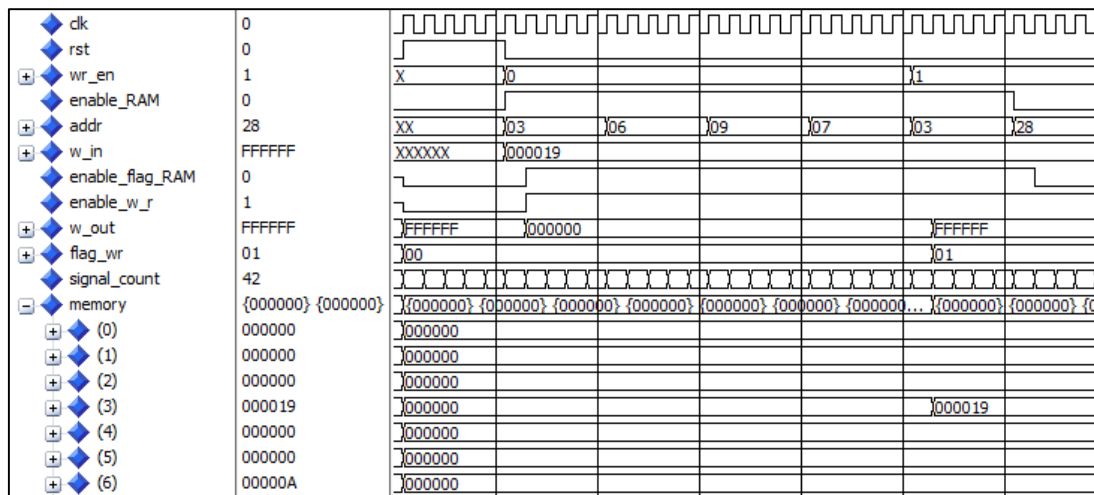 clk 0
rst 0
wr_en 1 X 0 1
enable_RAM 0
addr 28 XX 03 06 09 07 03 28
w_in FFFFFF XXXXXX 000019
enable_flag_RAM 0
enable_w_r 1
w_out FFFFFF FFFFFF 000000 FFFFFF
flag_wr 01 00 01
signal_count 42
memory {000000} {000000} {000000} {000000} {000000} {000000} {000000} {000000} {000000... {000000} {000000} {0
(0) 000000 000000
(1) 000000 000000
(2) 000000 000000
(3) 000019 000000 000019
(4) 000000 000000
(5) 000000 000000
(6) 00000A 000000